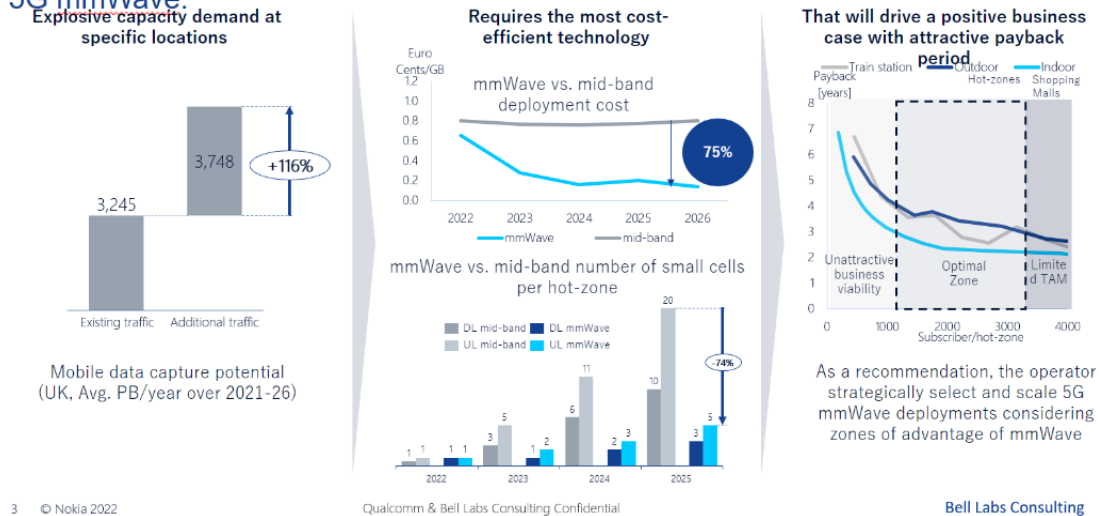 5G mmWave:
Explosive capacity demand at
specific locations
3,245
3,748
+116%
Existing traffic
Additional traffic
Mobile data capture potential
(UK, Avg. PB/year over 2021-26)
Requires the most cost-
efficient technology
Euro
Cents/GB
mmWave vs. mid-band
deployment cost
1.2
1.0
0.8
0.6
0.4
0.2
0.0
75%
2022 2023 2024 2025 2026
mmWave mid-band
mmWave vs. mid-band number of small cells
per hot-zone
DL mid-band DL mmWave
UL mid-band UL mmWave
1 1 1 1
3 5 1 2
6 11 2 3
10 20 3 5
-74%
2022 2023 2024 2025
That will drive a positive business
case with attractive payback
period
Train station Outdoor Hot-zones Indoor Shopping Malls
Payback
[years]
8
7
6
5
4
3
2
1
0
Unattractive
business
viability
Optimal
Zone
Limite
d TAM
0 1000 2000 3000 4000
Subscriber/hot-zone
As a recommendation, the operator
strategically select and scale 5G
mmWave deployments considering
zones of advantage of mmWave
3 © Nokia 2022
Qualcomm & Bell Labs Consulting Confidential
Bell Labs Consulting